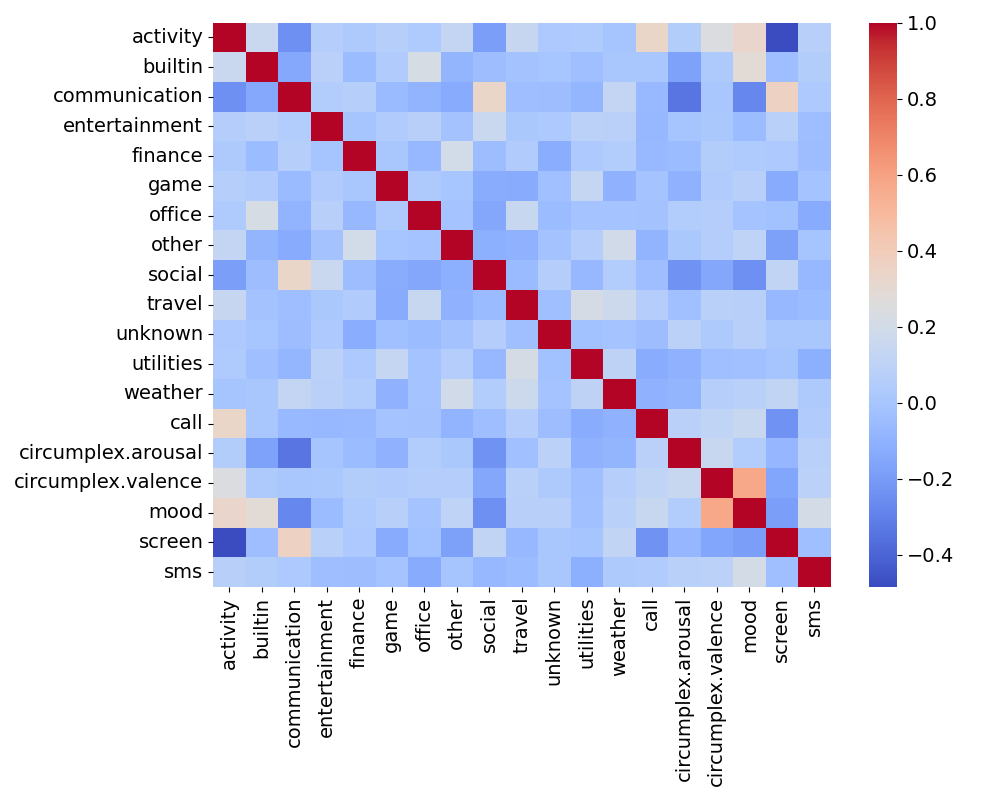 activity
builtin
communication
entertainment
finance
game
office
other
social
travel
unknown
utilities
weather
call
circumplex.arousal
circumplex.valence
mood
screen
sms
activity
builtin
communication
entertainment
finance
game
office
other
social
travel
unknown
utilities
weather
call
circumplex.arousal
circumplex.valence
mood
screen
sms
1.0
0.8
0.6
0.4
0.2
0.0
−0.2
−0.4